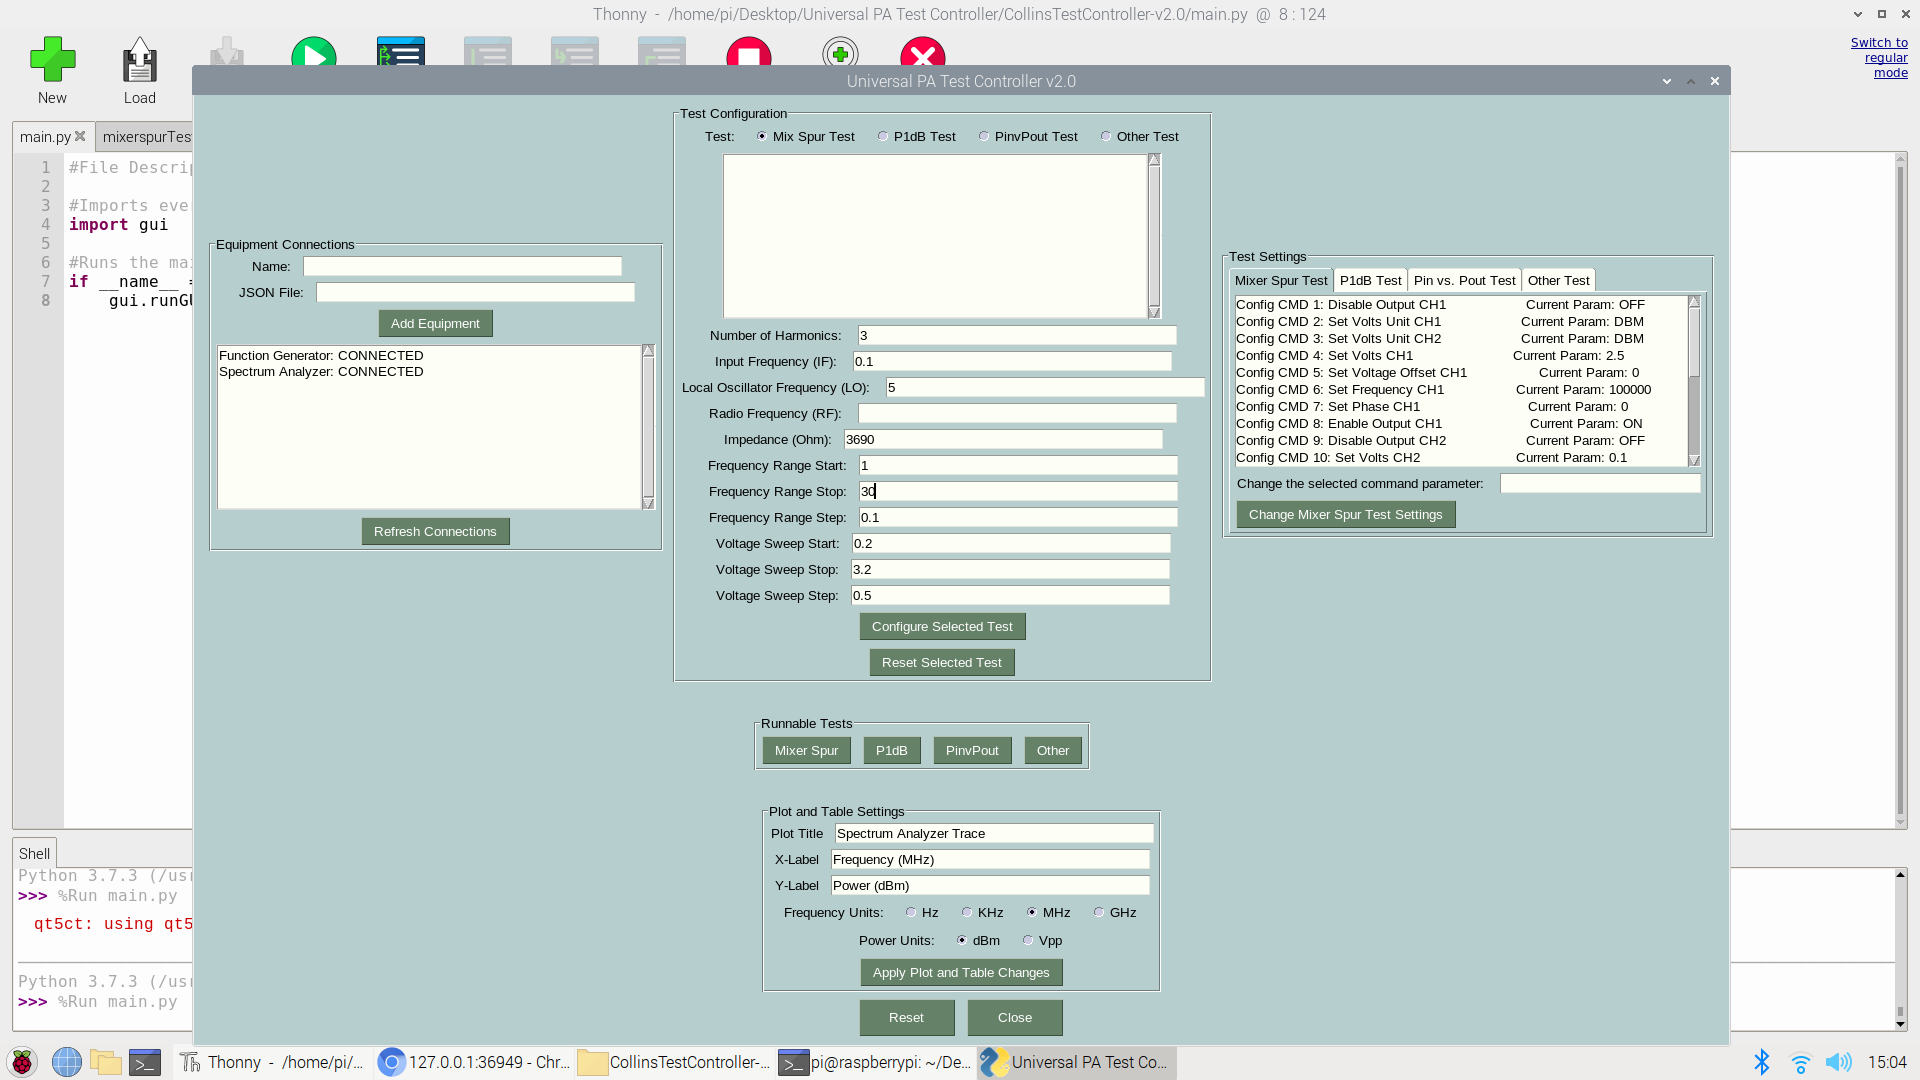 Thonny - /home/pi/Desktop/Universal PA Test Controller/CollinsTestController-v2.0/main.py @ 8 : 124
New
Load
Switch to
regular
mode
Universal PA Test Controller v2.0
main.py
mixerspurTes
1 #File Descrip
2
3 #Imports eve
4 import gui
5
6 #Runs the mai
7 if __name__ =
8 gui.runGU
Equipment Connections
Name:
JSON File:
Add Equipment
Function Generator: CONNECTED
Spectrum Analyzer: CONNECTED
Refresh Connections
Test Configuration
Test: Mix Spur Test P1dB Test PinvPout Test Other Test
Number of Harmonics: 3
Input Frequency (IF): 0.1
Local Oscillator Frequency (LO): 5
Radio Frequency (RF):
Impedance (Ohm): 3690
Frequency Range Start: 1
Frequency Range Stop: 30
Frequency Range Step: 0.1
Voltage Sweep Start: 0.2
Voltage Sweep Stop: 3.2
Voltage Sweep Step: 0.5
Configure Selected Test
Reset Selected Test
Test Settings
Mixer Spur Test P1dB Test Pin vs. Pout Test Other Test
Config CMD 1: Disable Output CH1 Current Param: OFF
Config CMD 2: Set Volts Unit CH1 Current Param: DBM
Config CMD 3: Set Volts Unit CH2 Current Param: DBM
Config CMD 4: Set Volts CH1 Current Param: 2.5
Config CMD 5: Set Voltage Offset CH1 Current Param: 0
Config CMD 6: Set Frequency CH1 Current Param: 100000
Config CMD 7: Set Phase CH1 Current Param: 0
Config CMD 8: Enable Output CH1 Current Param: ON
Config CMD 9: Disable Output CH2 Current Param: OFF
Config CMD 10: Set Volts CH2 Current Param: 0.1
Change the selected command parameter:
Change Mixer Spur Test Settings
Runnable Tests
Mixer Spur P1dB PinvPout Other
Plot and Table Settings
Plot Title Spectrum Analyzer Trace
X-Label Frequency (MHz)
Y-Label Power (dBm)
Frequency Units: Hz KHz MHz GHz
Power Units: dBm Vpp
Apply Plot and Table Changes
Reset Close
Shell
Python 3.7.3 (/usr
>>> %Run main.py
qt5ct: using qt5
Python 3.7.3 (/usr
>>> %Run main.py
Thonny - /home/pi/...
127.0.0.1:36949 - Chr...
CollinsTestController-...
pi@raspberrypi: ~/De...
Universal PA Test Co...
15:04